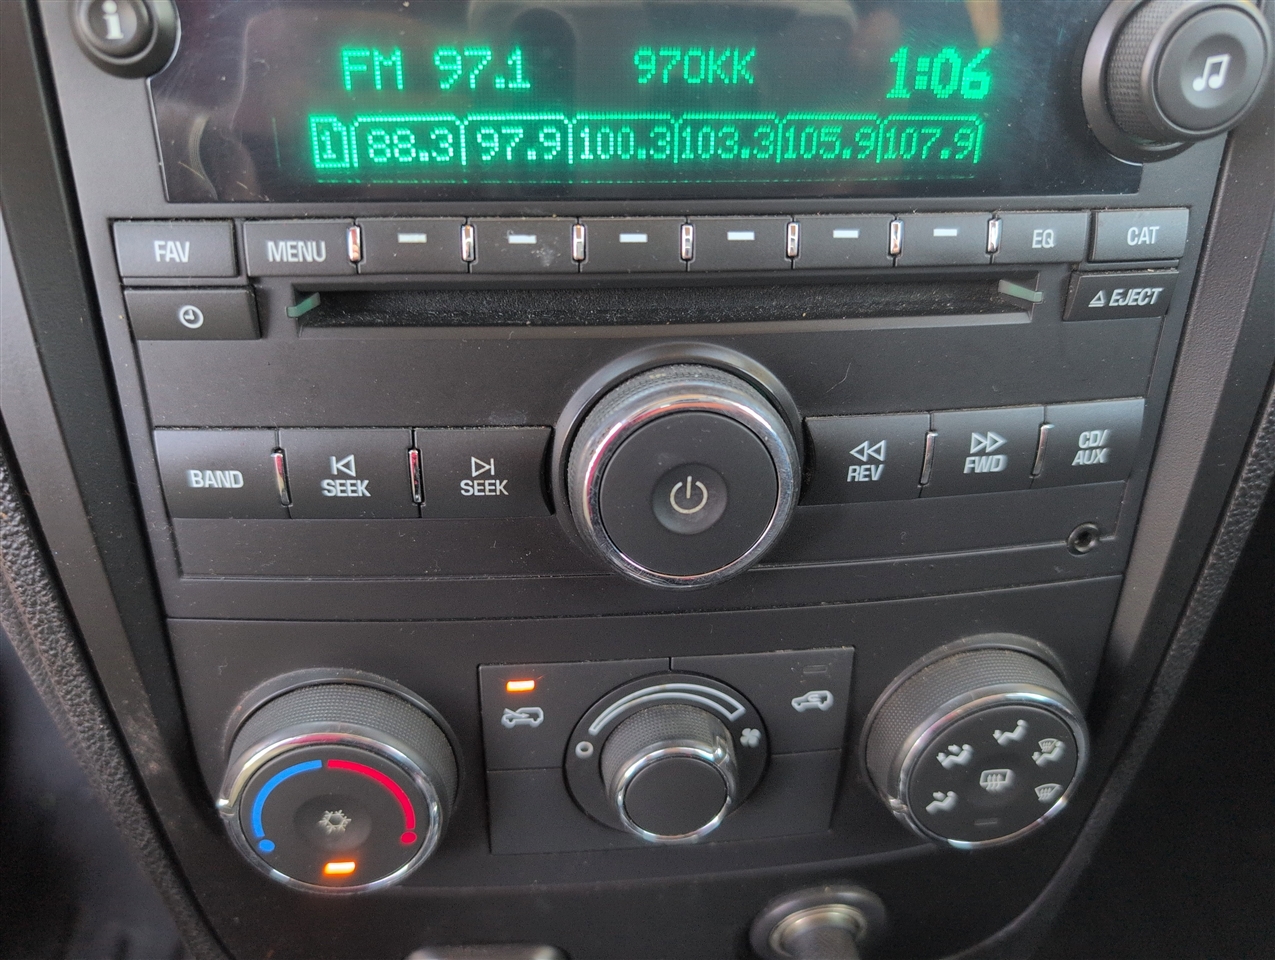 i
FM 97.1 970KK 1:06
1 88.3 97.9 100.3 103.3 105.9 107.9
FAV MENU EQ CAT
EJECT
BAND SEEK SEEK REV FWD CD/
AUX